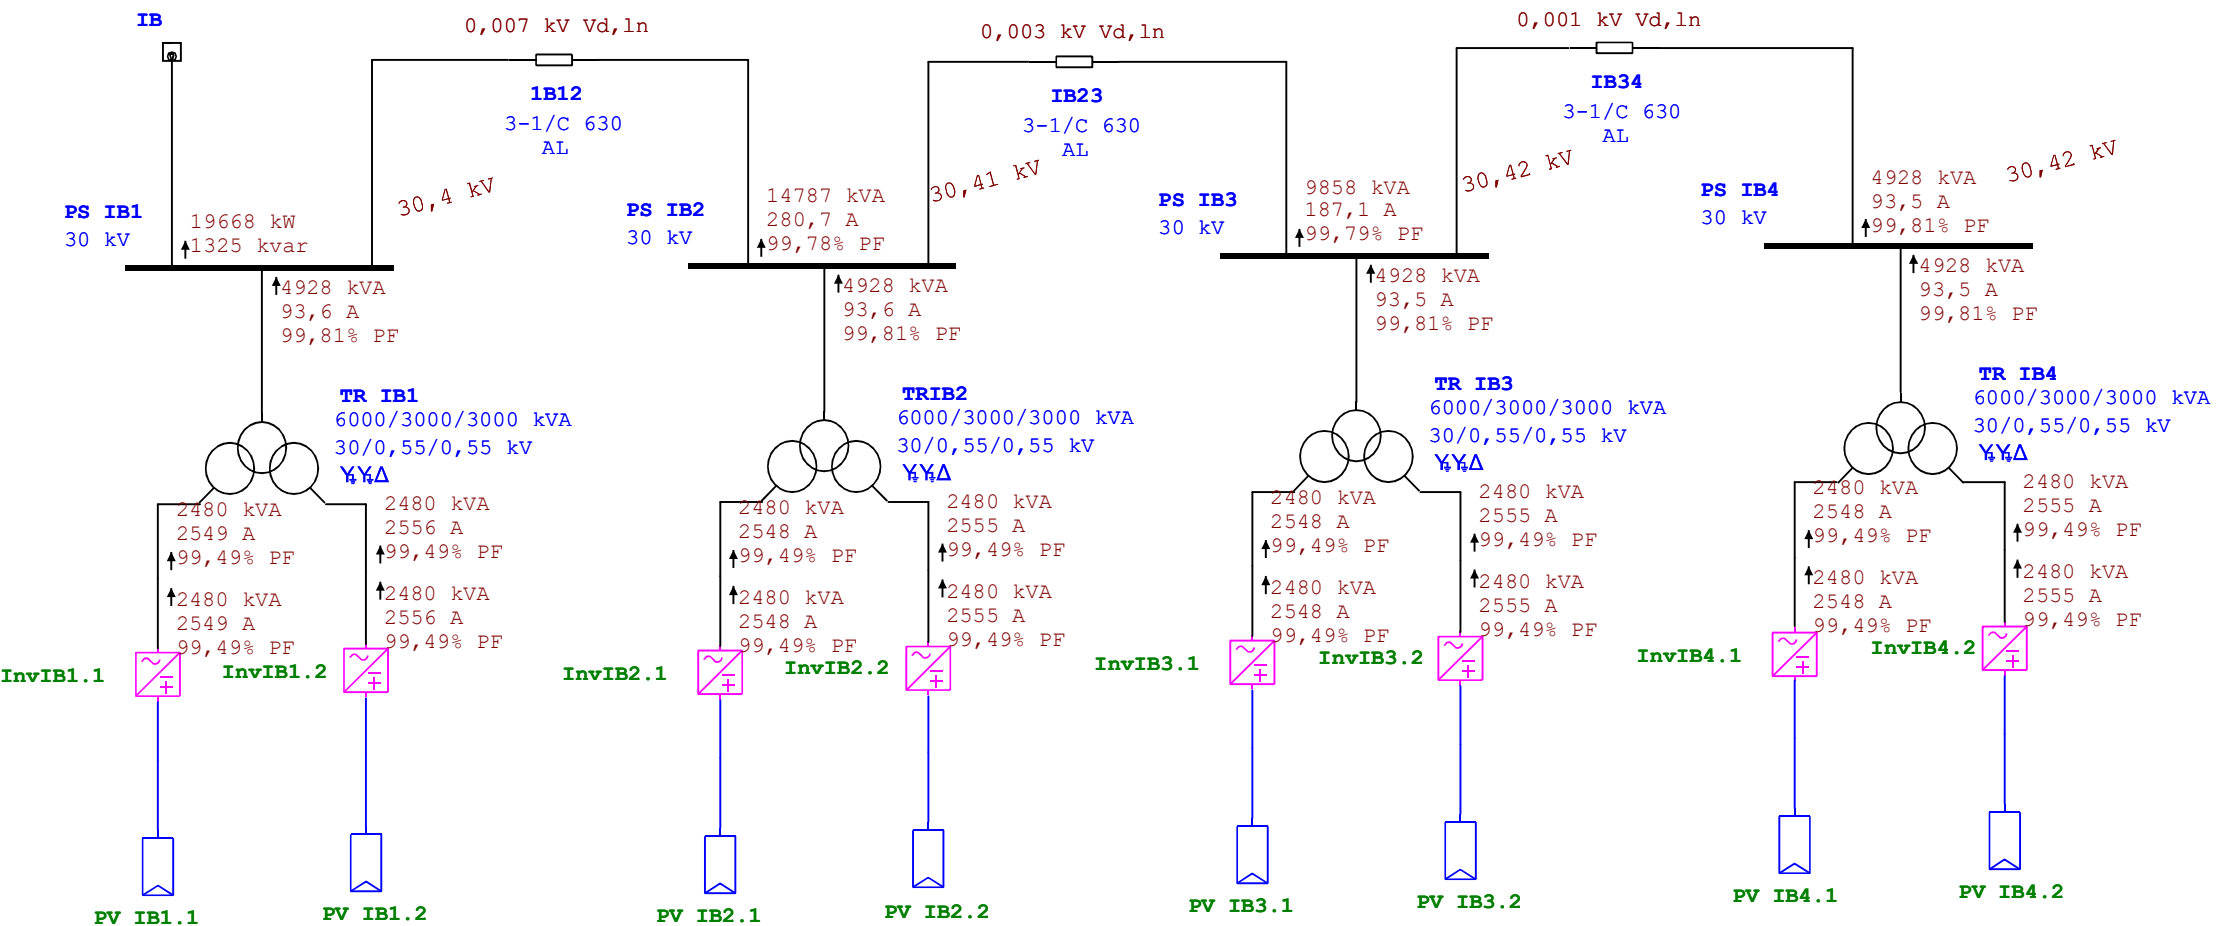 IB
0,007 kV Vd,ln
1B12
3-1/C 630
AL
0,003 kV Vd,ln
IB23
3-1/C 630
AL
0,001 kV Vd,ln
IB34
3-1/C 630
AL
PS IB1
30 kV
19668 kW
1325 kvar
30,4 kV
4928 kVA
93,6 A
99,81% PF
TR IB1
6000/3000/3000 kVA
30/0,55/0,55 kV
2480 kVA
2549 A
99,49% PF
2480 kVA
2549 A
99,49% PF
2480 kVA
2556 A
99,49% PF
2480 kVA
2556 A
99,49% PF
InvIB1.1
InvIB1.2
PV IB1.1
PV IB1.2
PS IB2
30 kV
14787 kVA
280,7 A
99,78% PF
30,41 kV
4928 kVA
93,6 A
99,81% PF
TRIB2
6000/3000/3000 kVA
30/0,55/0,55 kV
2480 kVA
2548 A
99,49% PF
2480 kVA
2548 A
99,49% PF
2480 kVA
2555 A
99,49% PF
2480 kVA
2555 A
99,49% PF
InvIB2.1
InvIB2.2
PV IB2.1
PV IB2.2
PS IB3
30 kV
9858 kVA
187,1 A
99,79% PF
30,42 kV
4928 kVA
93,5 A
99,81% PF
TR IB3
6000/3000/3000 kVA
30/0,55/0,55 kV
2480 kVA
2548 A
99,49% PF
2480 kVA
2548 A
99,49% PF
2480 kVA
2555 A
99,49% PF
2480 kVA
2555 A
99,49% PF
InvIB3.1
InvIB3.2
PV IB3.1
PV IB3.2
PS IB4
30 kV
4928 kVA
93,5 A
99,81% PF
30,42 kV
4928 kVA
93,5 A
99,81% PF
TR IB4
6000/3000/3000 kVA
30/0,55/0,55 kV
2480 kVA
2548 A
99,49% PF
2480 kVA
2548 A
99,49% PF
2480 kVA
2555 A
99,49% PF
2480 kVA
2555 A
99,49% PF
InvIB4.1
InvIB4.2
PV IB4.1
PV IB4.2